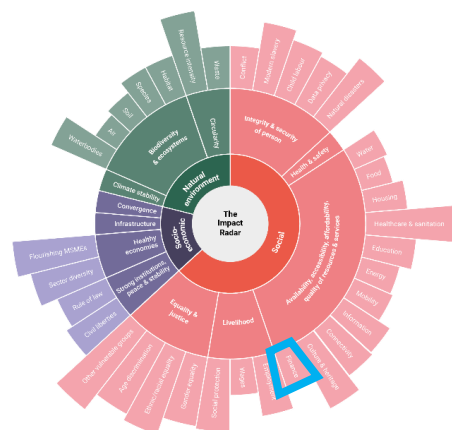 The
Impact
Radar
Social
Natural
environment
Socio-
economic
Integrity & security
of person
Health & safety
Availability, accessibility, affordability,
quality of resources & services
Livelihood
Equality &
justice
Strong institutions,
peace & stability
Healthy
economies
Infrastructure
Convergence
Climate stability
Biodiversity
& ecosystems
Circularity
Conflict
Modern slavery
Child labour
Data privacy
Natural disasters
Water
Food
Housing
Healthcare & sanitation
Education
Energy
Mobility
Information
Connectivity
Culture & heritage
Finance
Employment
Wages
Social protection
Gender equality
Ethnic/racial equality
Age discrimination
Other vulnerable groups
Civil liberties
Rule of law
Sector diversity
Flourishing MSMEs
Waterbodies
Air
Soil
Species
Habitat
Resource intensity
Waste